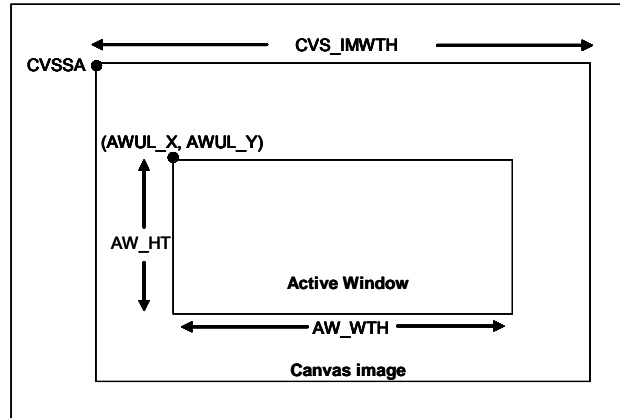 CVS_IMWTH
CVSSA
(AWUL_X, AWUL_Y)
AW_HT
Active Window
AW_WTH
Canvas image